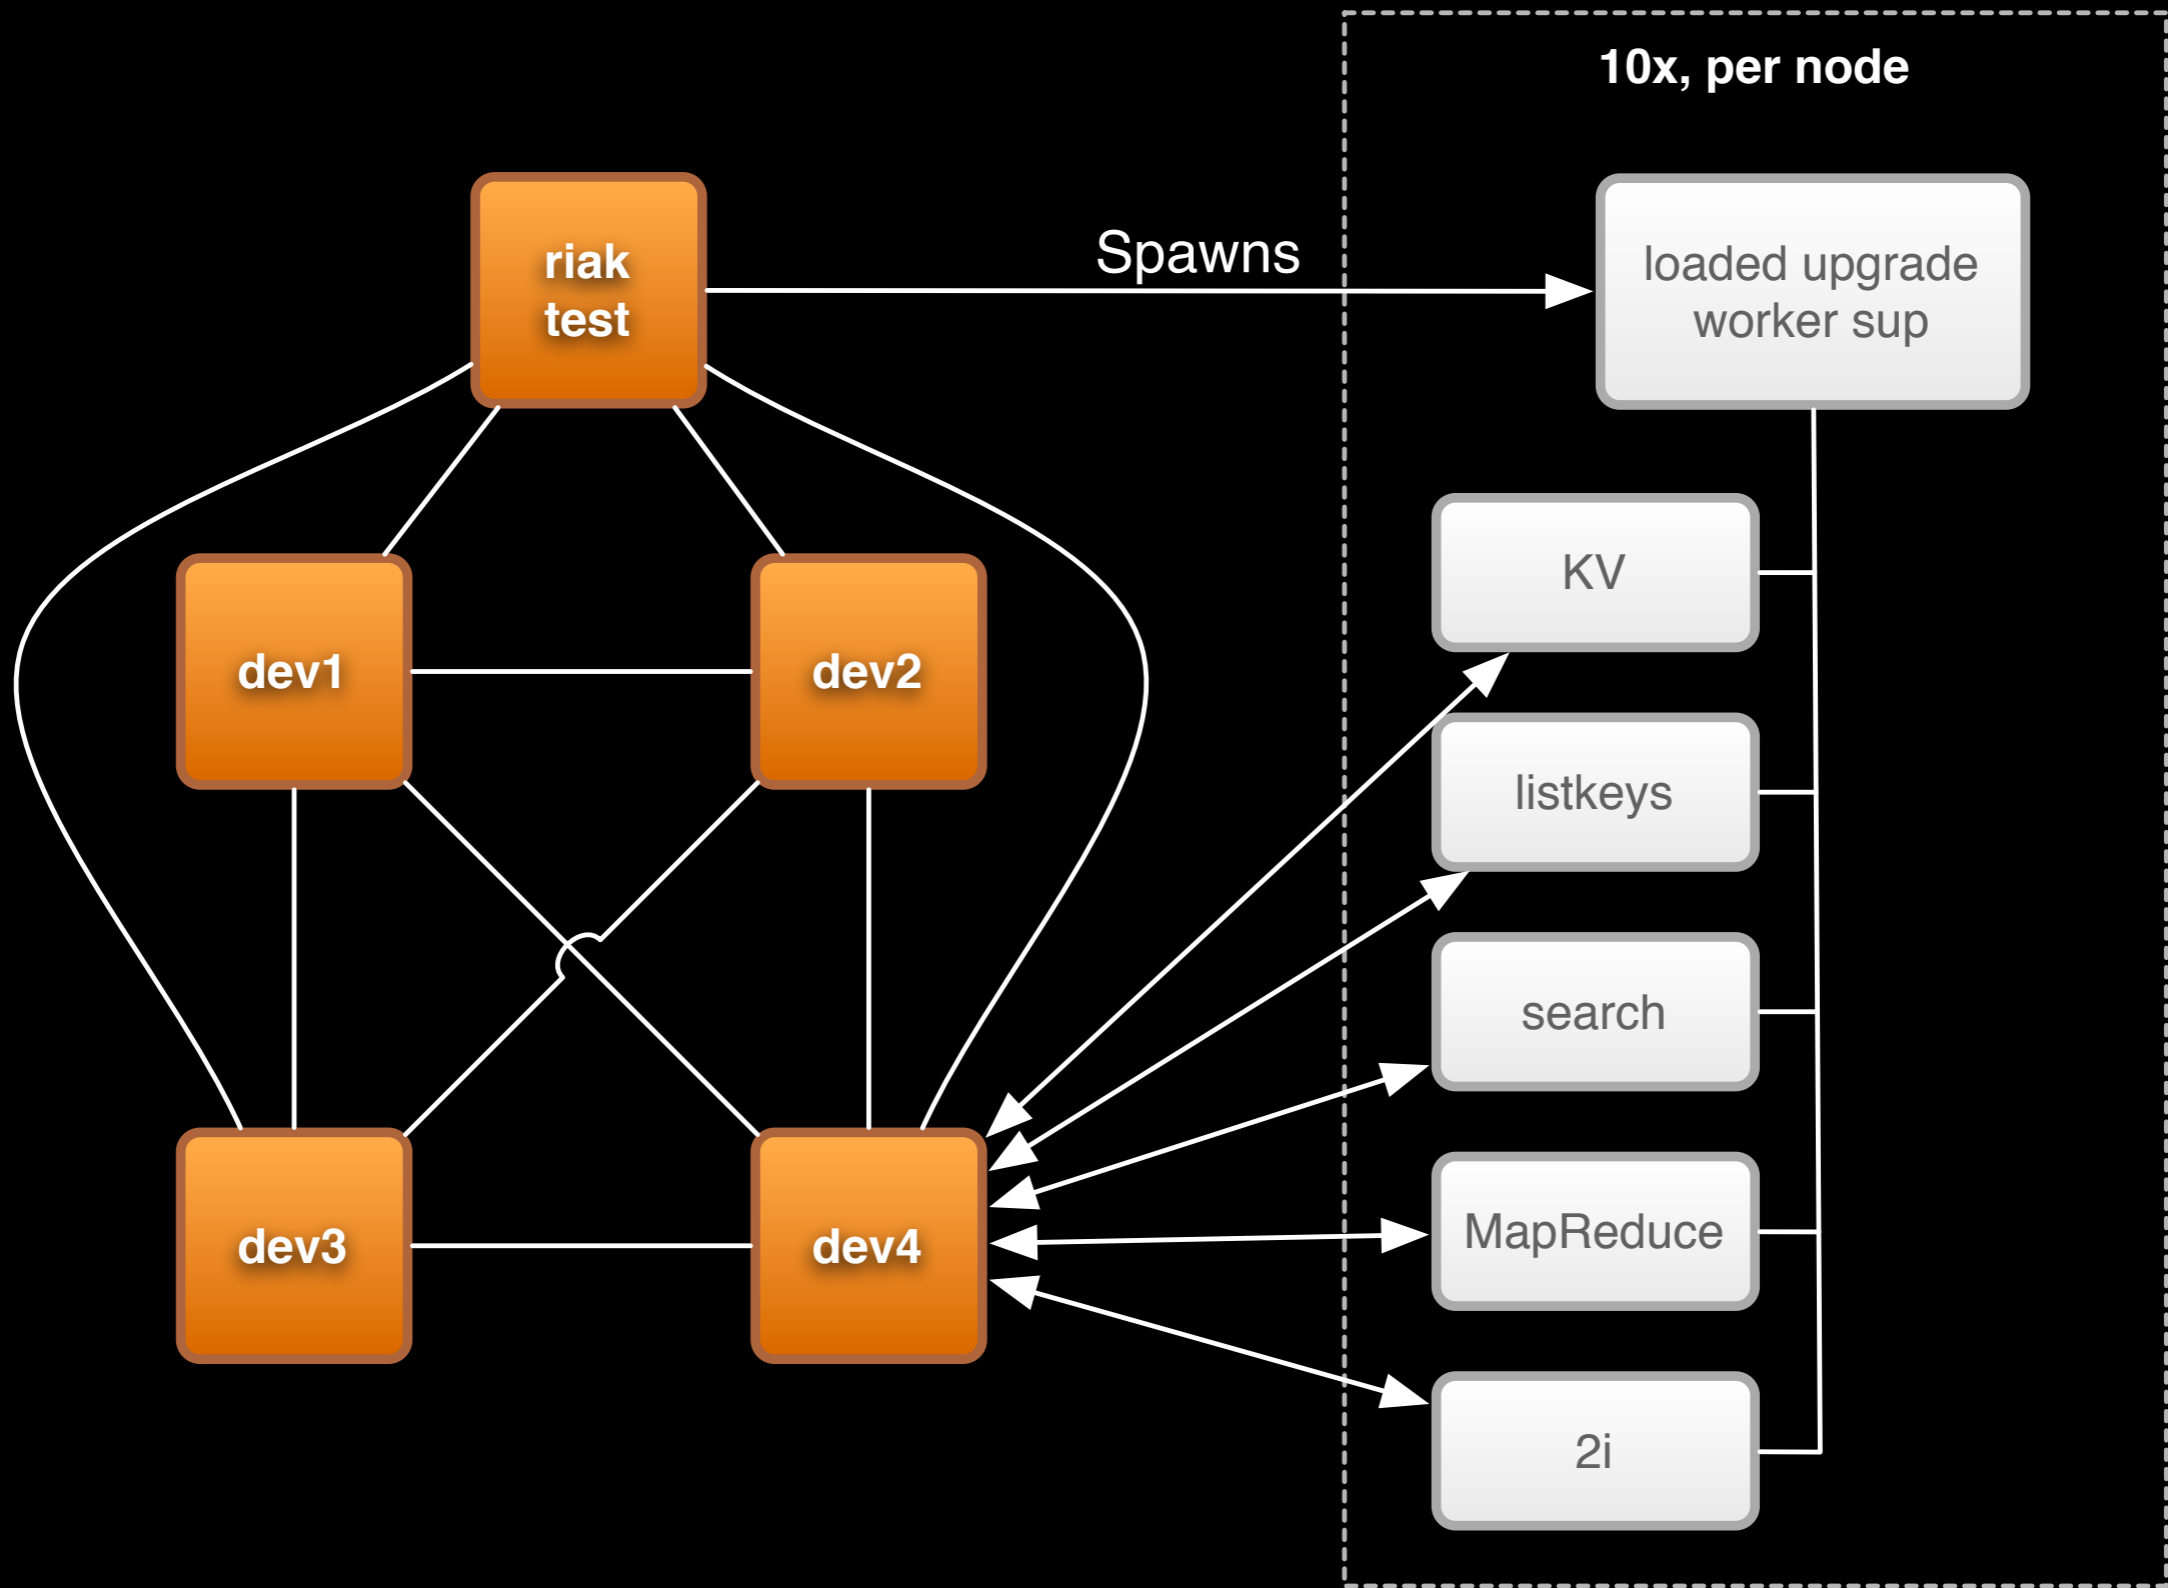 10x, per node
riak
test
Spawns
loaded upgrade
worker sup
KV
dev1
dev2
listkeys
search
dev3
dev4
MapReduce
2i